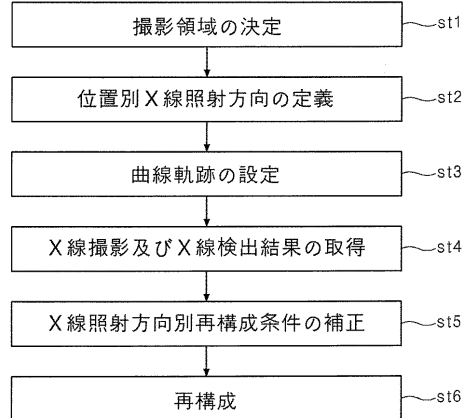 撮影領域の決定 st1
位置別X線照射方向の定義 st2
曲線軌跡の設定 st3
X線撮影及びX線検出結果の取得 st4
X線照射方向別再構成条件の補正 st5
再構成 st6